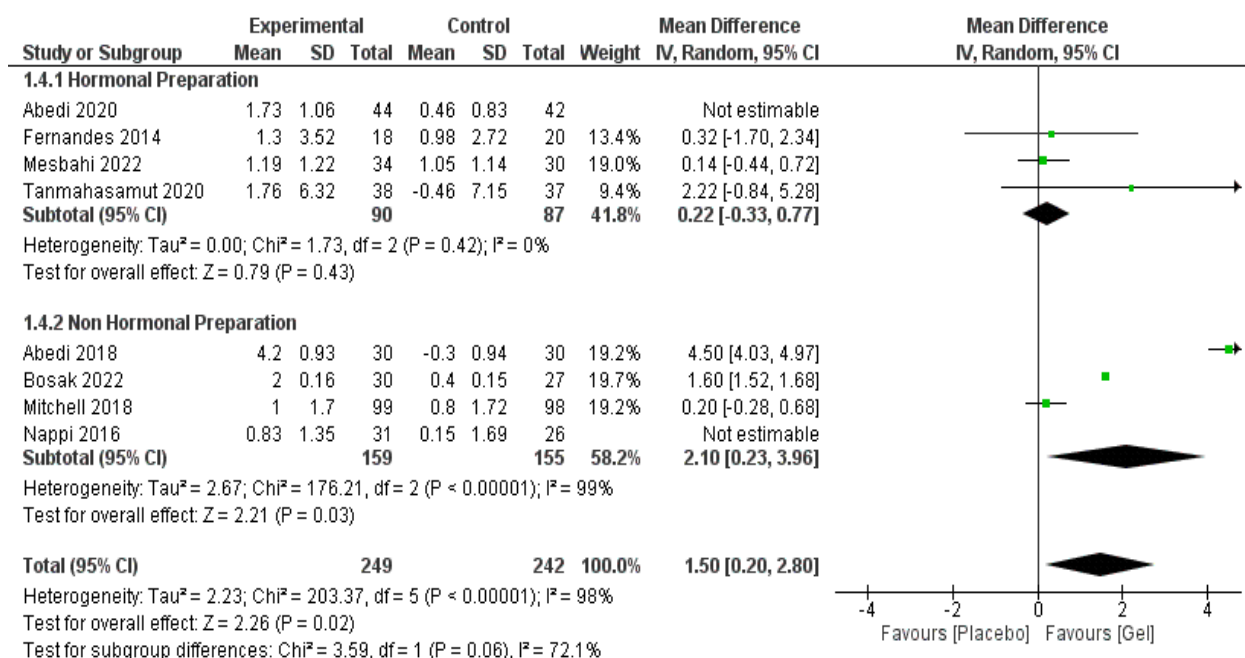 Experimental Control Mean Difference Mean Difference
Study or Subgroup Mean SD Total Mean SD Total Weight IV, Random, 95% CI IV, Random, 95% CI
1.4.1 Hormonal Preparation
Abedi 2020 1.73 1.06 44 0.46 0.83 42 Not estimable
Fernandes 2014 1.3 3.52 18 0.98 2.72 20 13.4% 0.32 [-1.70, 2.34]
Mesbahi 2022 1.19 1.22 34 1.05 1.14 30 19.0% 0.14 [-0.44, 0.72]
Tanmahasamut 2020 1.76 6.32 38 -0.46 7.15 37 9.4% 2.22 [-0.84, 5.28]
Subtotal (95% CI) 90 87 41.8% 0.22 [-0.33, 0.77]
Heterogeneity: Tau² = 0.00; Chi² = 1.73, df = 2 (P = 0.42); I² = 0%
Test for overall effect: Z = 0.79 (P = 0.43)
1.4.2 Non Hormonal Preparation
Abedi 2018 4.2 0.93 30 -0.3 0.94 30 19.2% 4.50 [4.03, 4.97]
Bosak 2022 2 0.16 30 0.4 0.15 27 19.7% 1.60 [1.52, 1.68]
Mitchell 2018 1 1.7 99 0.8 1.72 98 19.2% 0.20 [-0.28, 0.68]
Nappi 2016 0.83 1.35 31 0.15 1.69 26 Not estimable
Subtotal (95% CI) 159 155 58.2% 2.10 [0.23, 3.96]
Heterogeneity: Tau² = 2.67; Chi² = 176.21, df = 2 (P < 0.00001); I² = 99%
Test for overall effect: Z = 2.21 (P = 0.03)
Total (95% CI) 249 242 100.0% 1.50 [0.20, 2.80]
Heterogeneity: Tau² = 2.23; Chi² = 203.37, df = 5 (P < 0.00001); I² = 98%
Test for overall effect: Z = 2.26 (P = 0.02)
Test for subgroup differences: Chi² = 3.59, df = 1 (P = 0.06), I² = 72.1%
-4 -2 0 2 4
Favours [Placebo] Favours [Gel]